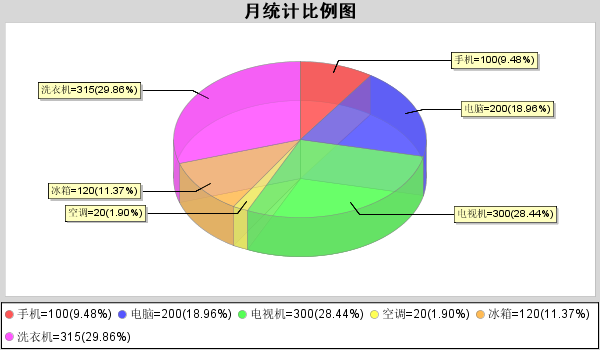 月统计比例图
手机=100(9.48%)
洗衣机=315(29.86%)
电脑=200(18.96%)
冰箱=120(11.37%)
空调=20(1.90%)
电视机=300(28.44%)
手机=100(9.48%) 电脑=200(18.96%) 电视机=300(28.44%) 空调=20(1.90%) 冰箱=120(11.37%)
洗衣机=315(29.86%)